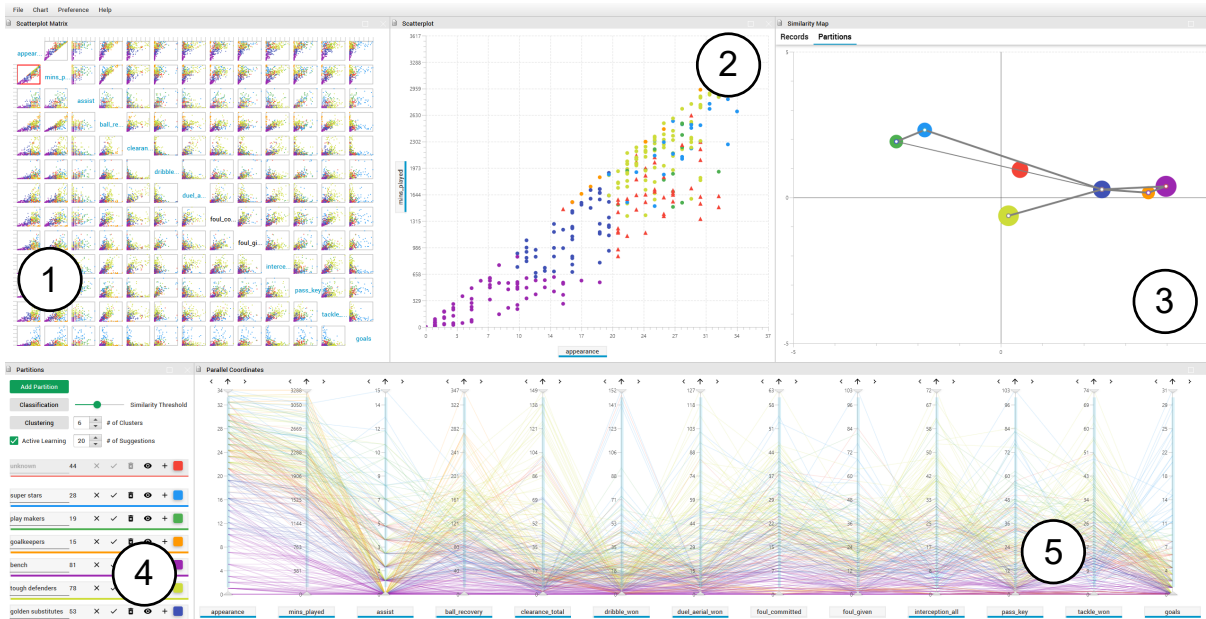 File Chart Preference Help
Scatterplot Matrix
Scatterplot
Similarity Map
Records Partitions
appear...
mins_p...
assist
ball_re...
clearan...
dribble...
duel_a...
foul_co...
foul_gi...
interce...
pass_key
tackle_...
goals
1
3617
2959
2630
2302
1973
1644
1315
986
658
329
0
mins_played
0 3 7 10 14 17 20 24 27 31 34 37
appearance
2
5
0
-5
-5 0
3
Partitions
Add Partition
Classification Similarity Threshold
Clustering 6 # of Clusters
Active Learning 20 # of Suggestions
unknown 44
super stars 28
play makers 19
goalkeepers 15
bench 81
tough defenders 78
golden substitutes 53
4
Parallel Coordinates
5
appearance mins_played assist ball_recovery clearance_total dribble_won duel_aerial_won foul_committed foul_given interception_all pass_key tackle_won goals